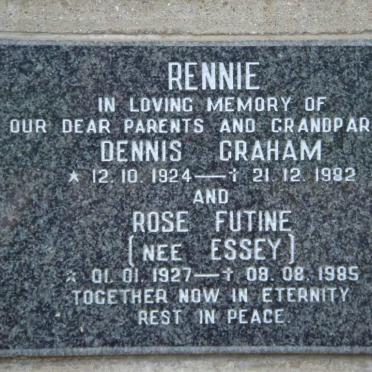 RENNIE
IN LOVING MEMORY OF
OUR DEAR PARENTS AND GRANDPAR
DENNIS GRAHAM
* 12.10.1924 — † 21.12.1982
AND
ROSE FUTINE
(NEE ESSEY)
* 01.01.1927 — † 08.08.1985
TOGETHER NOW IN ETERNITY
REST IN PEACE